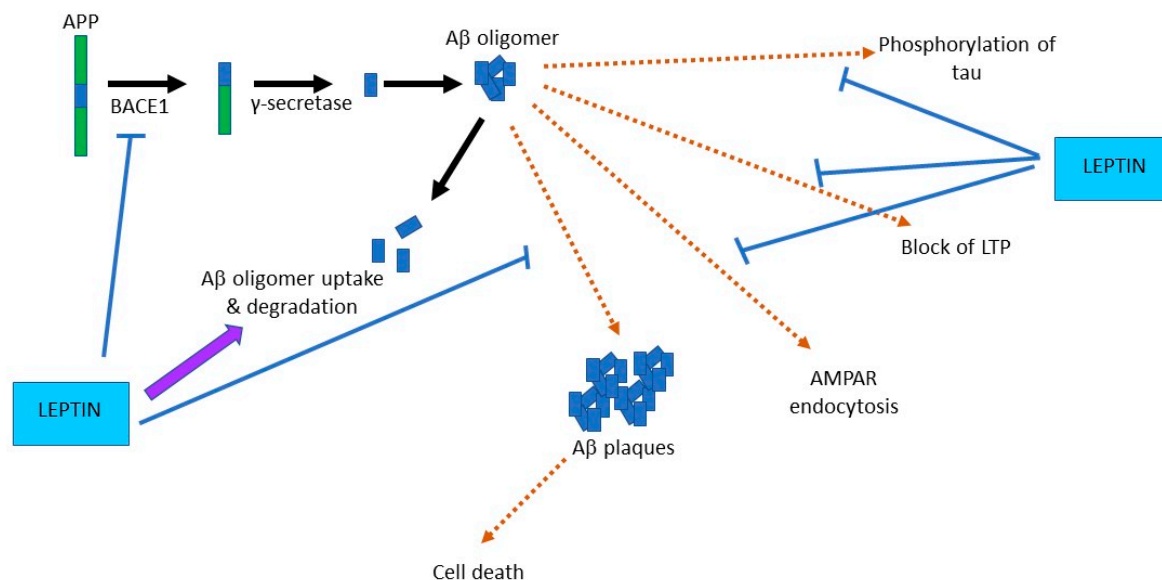 APP
Aβ oligomer
Phosphorylation of
tau
BACE1
γ-secretase
LEPTIN
Block of LTP
Aβ oligomer uptake
& degradation
LEPTIN
AMPAR
endocytosis
Aβ plaques
Cell death